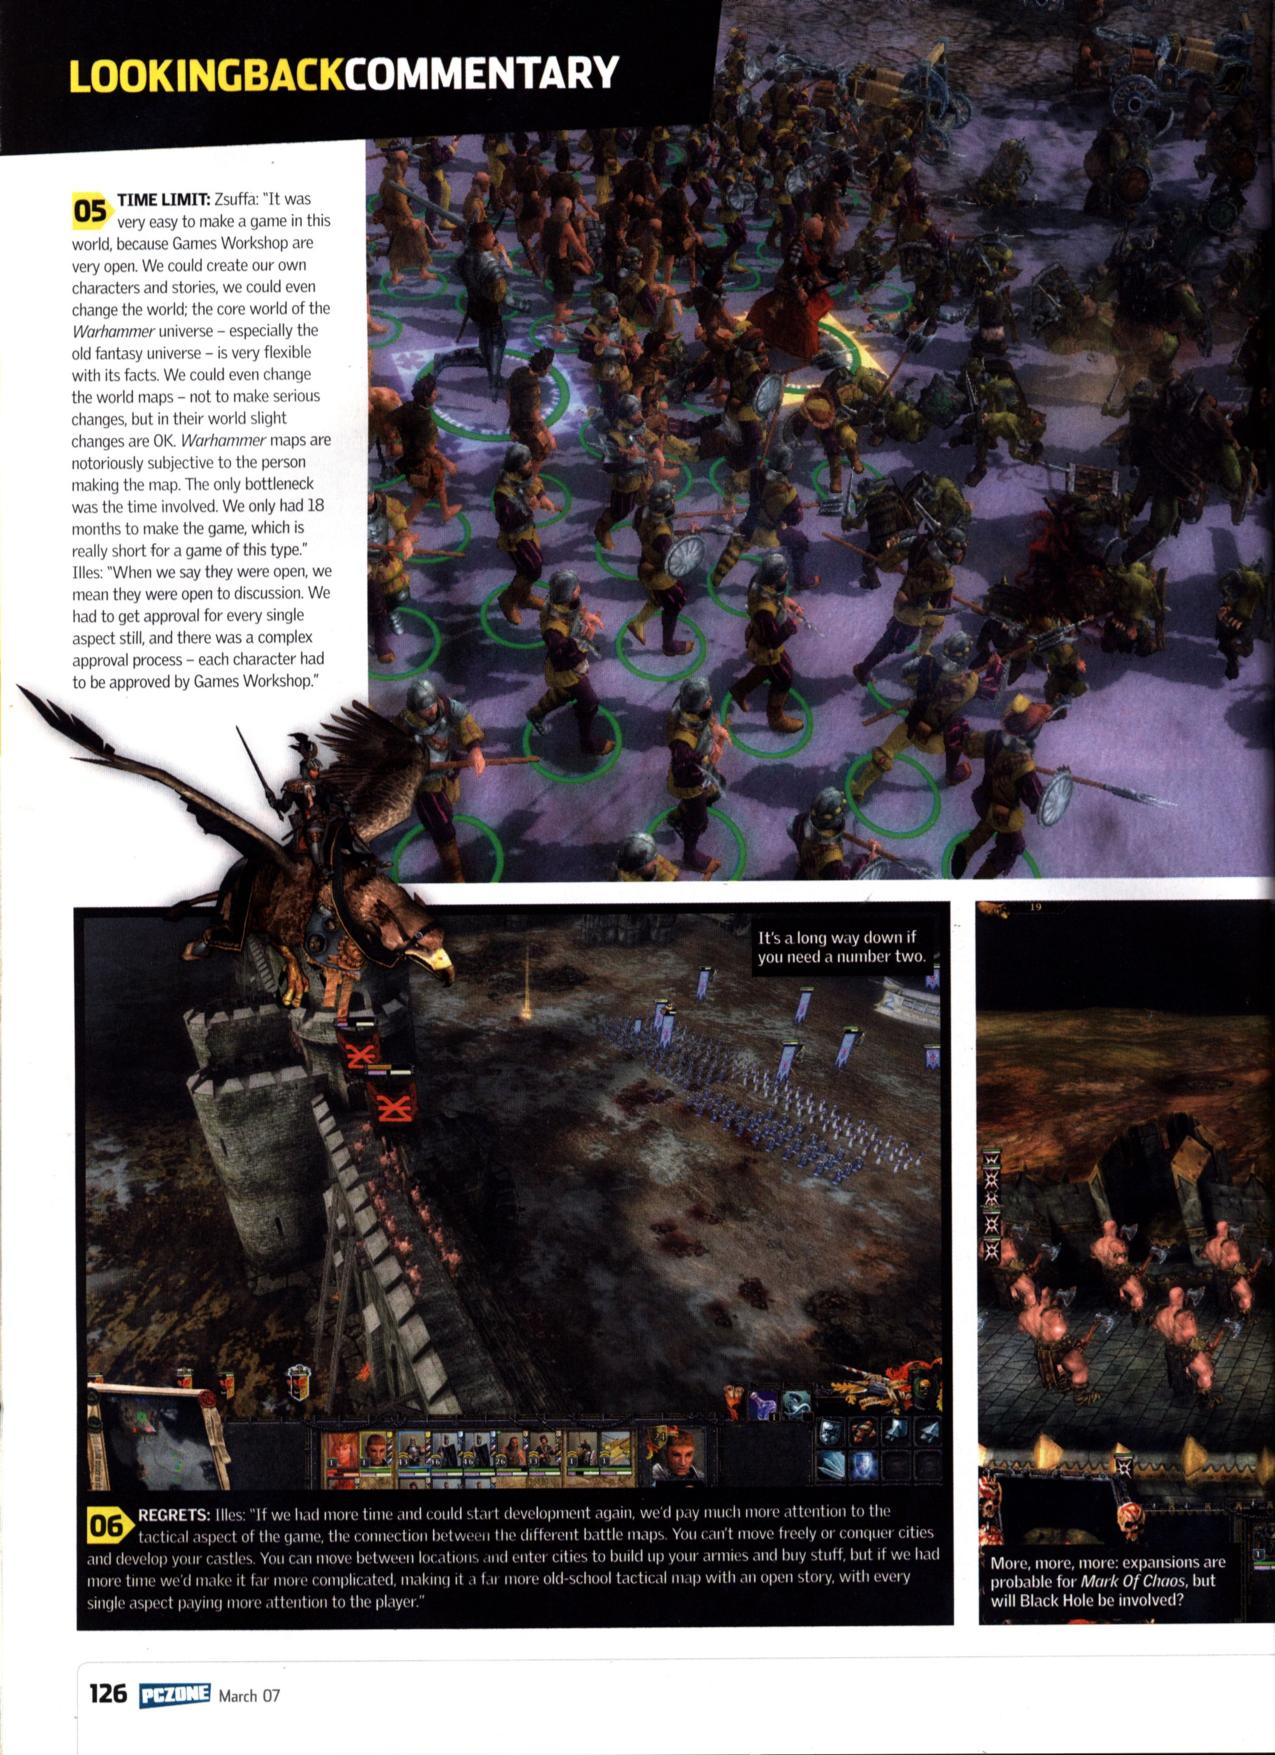 LOOKINGBACKCOMMENTARY
05 TIME LIMIT: Zsuffa: "It was
very easy to make a game in this
world, because Games Workshop are
very open. We could create our own
characters and stories, we could even
change the world; the core world of the
Warhammer universe – especially the
old fantasy universe – is very flexible
with its facts. We could even change
the world maps – not to make serious
changes, but in their world slight
changes are OK. Warhammer maps are
notoriously subjective to the person
making the map. The only bottleneck
was the time involved. We only had 18
months to make the game, which is
really short for a game of this type."
Illes: "When we say they were open, we
mean they were open to discussion. We
had to get approval for every single
aspect still, and there was a complex
approval process – each character had
to be approved by Games Workshop."
It's a long way down if
you need a number two.
19
06 REGRETS: Illes: "If we had more time and could start development again, we'd pay much more attention to the
tactical aspect of the game, the connection between the different battle maps. You can't move freely or conquer cities
and develop your castles. You can move between locations and enter cities to build up your armies and buy stuff, but if we had
more time we'd make it far more complicated, making it a far more old-school tactical map with an open story, with every
single aspect paying more attention to the player."
More, more, more: expansions are
probable for Mark Of Chaos, but
will Black Hole be involved?
126 PCZONE March 07